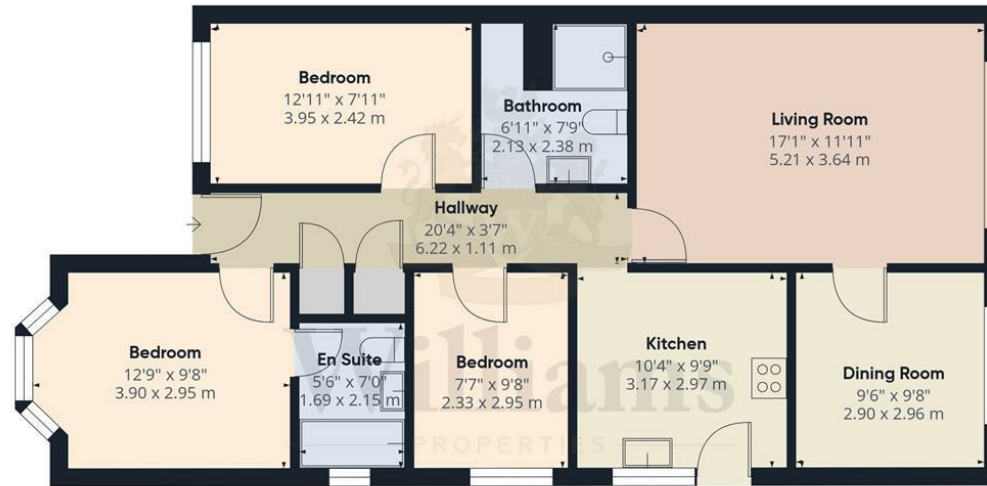 Bedroom
12'11" x 7'11"
3.95 x 2.42 m
Bathroom
6'11" x 7'9"
2.13 x 2.38 m
Living Room
17'1" x 11'11"
5.21 x 3.64 m
Hallway
20'4" x 3'7"
6.22 x 1.11 m
Bedroom
12'9" x 9'8"
3.90 x 2.95 m
En Suite
5'6" x 7'0"
1.69 x 2.15 m
Bedroom
7'7" x 9'8"
2.33 x 2.95 m
Kitchen
10'4" x 9'9"
3.17 x 2.97 m
Dining Room
9'6" x 9'8"
2.90 x 2.96 m
Williams
PROPERTIES